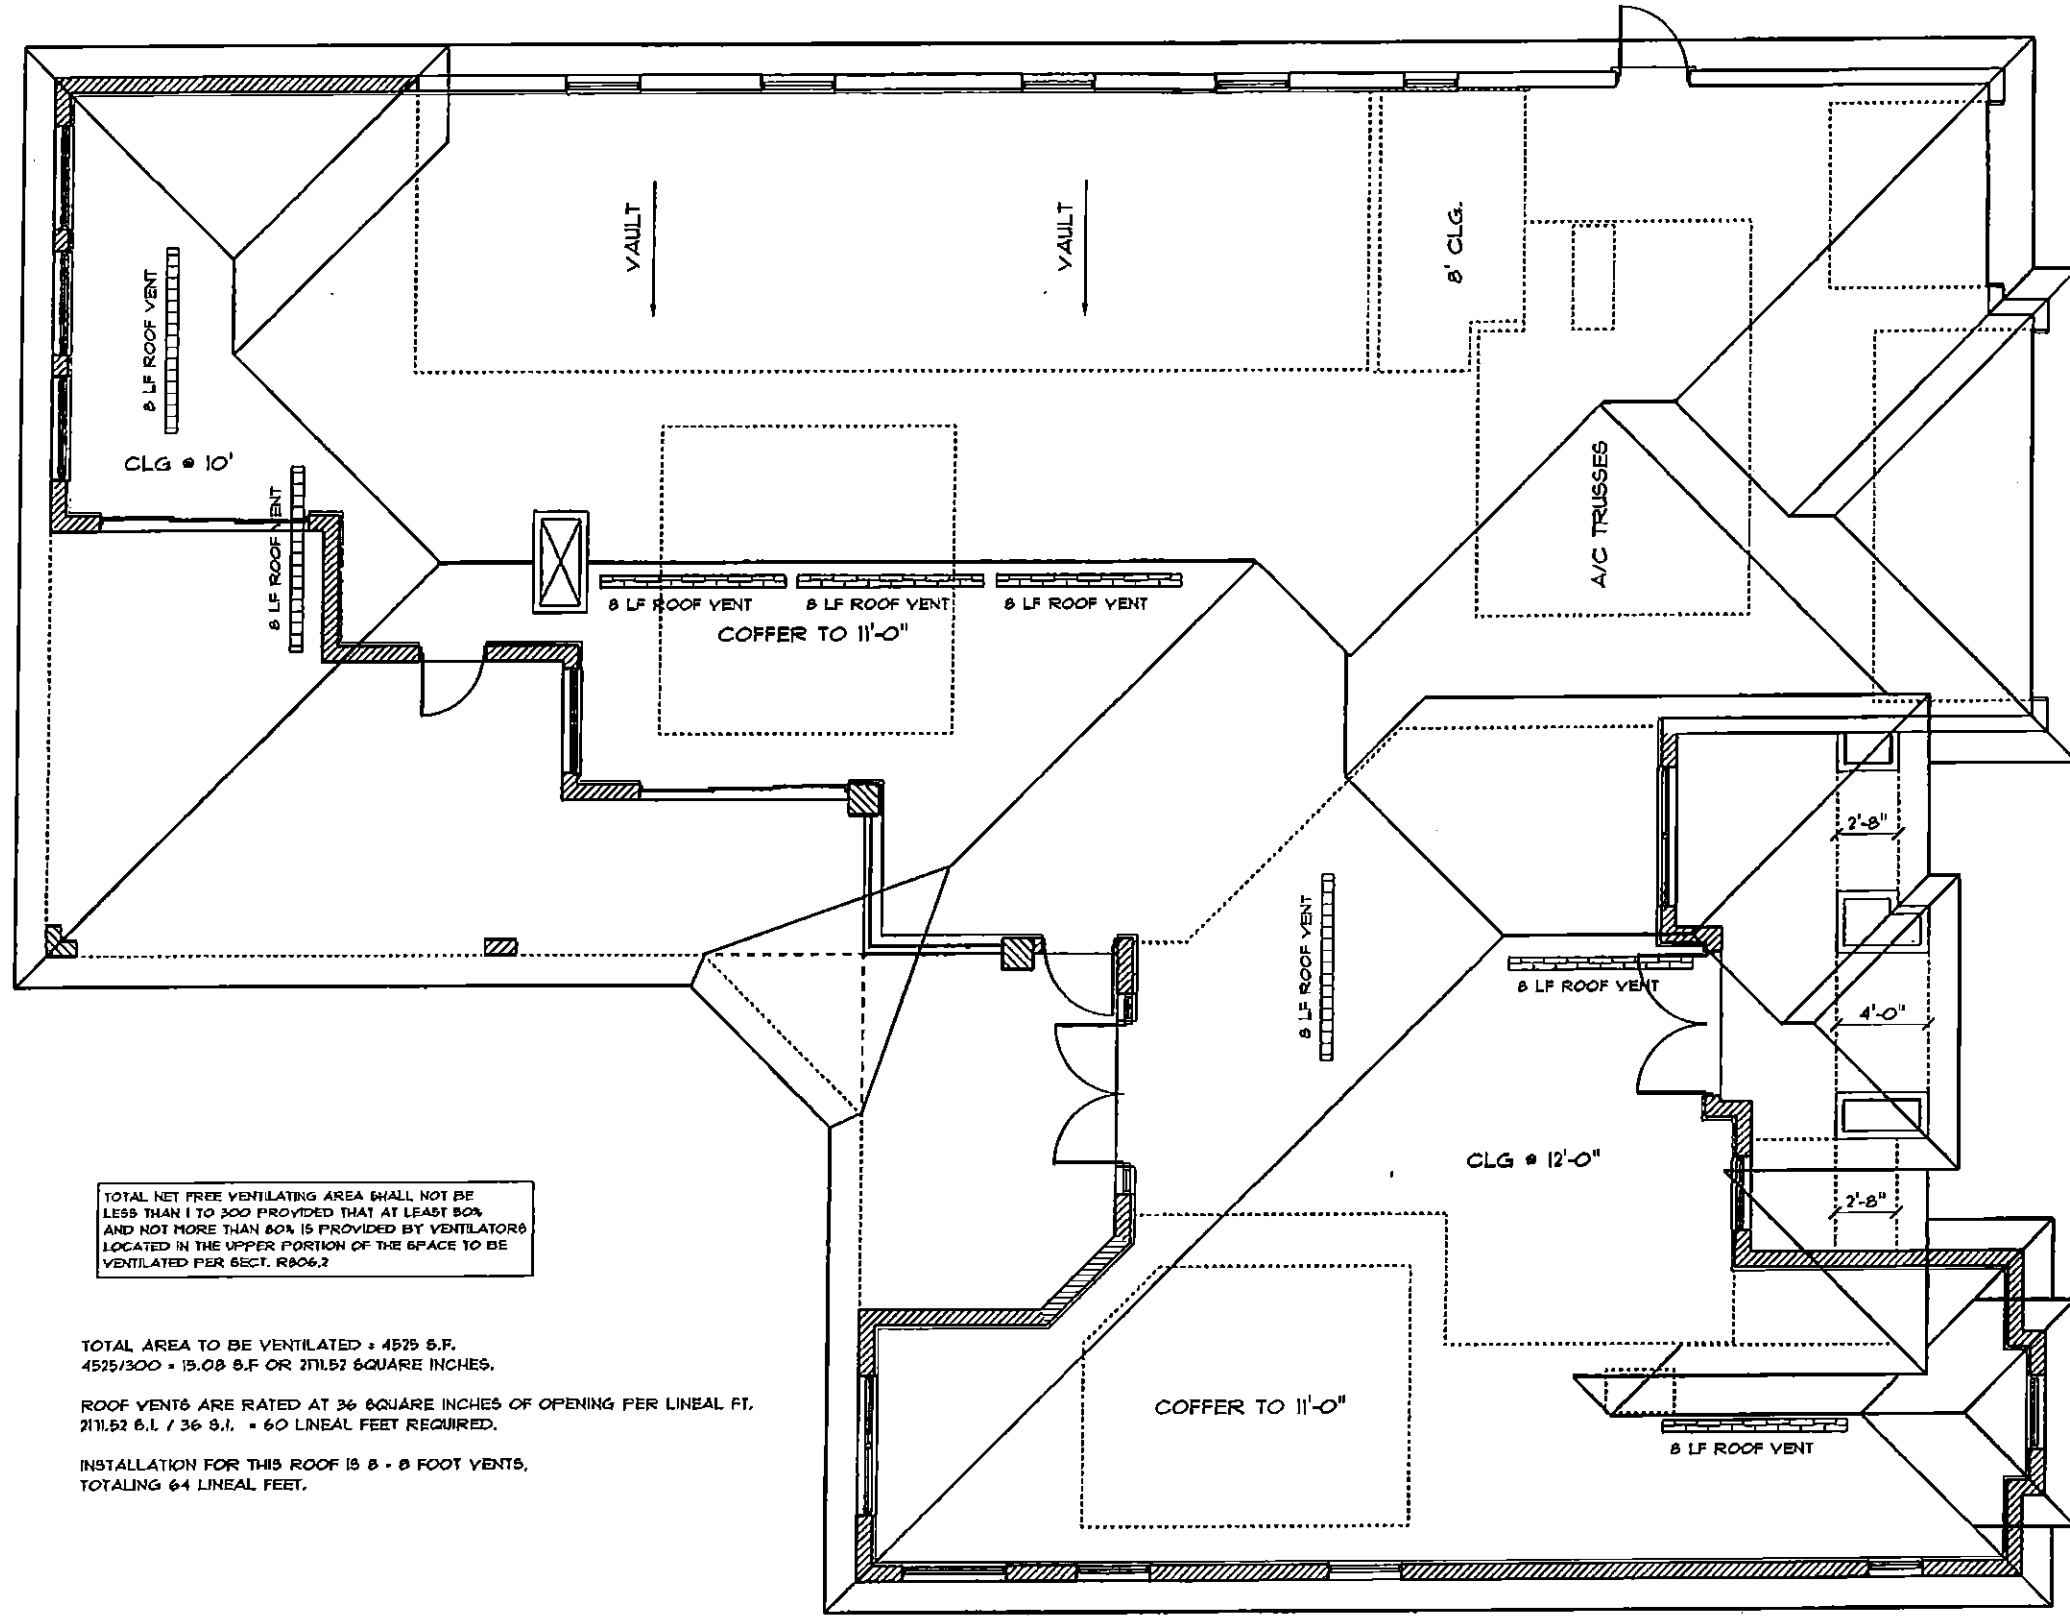 VAULT
VAULT
8' CLG.
8 LF ROOF VENT
CLG @ 10'
8 LF ROOF VENT
A/C TRUSSES
8 LF ROOF VENT
8 LF ROOF VENT
8 LF ROOF VENT
COFFER TO 11'-0"
2'-8"
8 LF ROOF VENT
8 LF ROOF VENT
4'-0"
CLG @ 12'-0"
2'-8"
TOTAL NET FREE VENTILATING AREA SHALL NOT BE
LESS THAN 1 TO 300 PROVIDED THAT AT LEAST 50%
AND NOT MORE THAN 80% IS PROVIDED BY VENTILATORS
LOCATED IN THE UPPER PORTION OF THE SPACE TO BE
VENTILATED PER SECT. R806.2
TOTAL AREA TO BE VENTILATED = 4525 S.F.
4525/300 = 15.08 S.F OR 2171.52 SQUARE INCHES.
ROOF VENTS ARE RATED AT 36 SQUARE INCHES OF OPENING PER LINEAL FT.
2171.52 S.I. / 36 S.I. = 60 LINEAL FEET REQUIRED.
INSTALLATION FOR THIS ROOF IS 8 - 8 FOOT VENTS,
TOTALING 64 LINEAL FEET.
COFFER TO 11'-0"
8 LF ROOF VENT